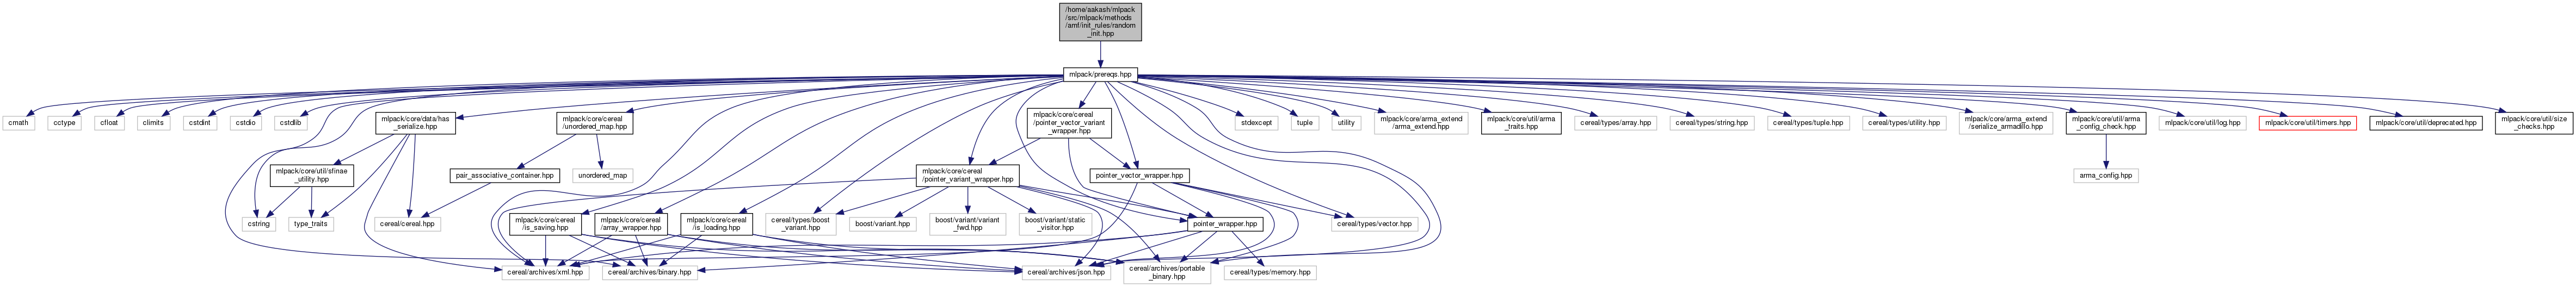 /home/aakash/mlpack
/src/mlpack/methods
/amf/init_rules/random
_init.hpp
mlpack/prereqs.hpp
cmath
cctype
cfloat
climits
cstdint
cstdio
cstdlib
mlpack/core/data/has
_serialize.hpp
mlpack/core/cereal
/unordered_map.hpp
mlpack/core/cereal
/pointer_vector_variant
_wrapper.hpp
stdexcept
tuple
utility
mlpack/core/arma_extend
/arma_extend.hpp
mlpack/core/util/arma
_traits.hpp
cereal/types/array.hpp
cereal/types/string.hpp
cereal/types/tuple.hpp
cereal/types/utility.hpp
mlpack/core/arma_extend
/serialize_armadillo.hpp
mlpack/core/util/arma
_config_check.hpp
mlpack/core/util/log.hpp
mlpack/core/util/timers.hpp
mlpack/core/util/deprecated.hpp
mlpack/core/util/size
_checks.hpp
mlpack/core/util/sfinae
_utility.hpp
pair_associative_container.hpp
unordered_map
mlpack/core/cereal
/pointer_variant_wrapper.hpp
pointer_vector_wrapper.hpp
arma_config.hpp
cstring
type_traits
cereal/cereal.hpp
mlpack/core/cereal
/is_saving.hpp
mlpack/core/cereal
/array_wrapper.hpp
mlpack/core/cereal
/is_loading.hpp
cereal/types/boost
_variant.hpp
boost/variant.hpp
boost/variant/variant
_fwd.hpp
boost/variant/static
_visitor.hpp
pointer_wrapper.hpp
cereal/types/vector.hpp
cereal/archives/xml.hpp
cereal/archives/binary.hpp
cereal/archives/json.hpp
cereal/archives/portable
_binary.hpp
cereal/types/memory.hpp